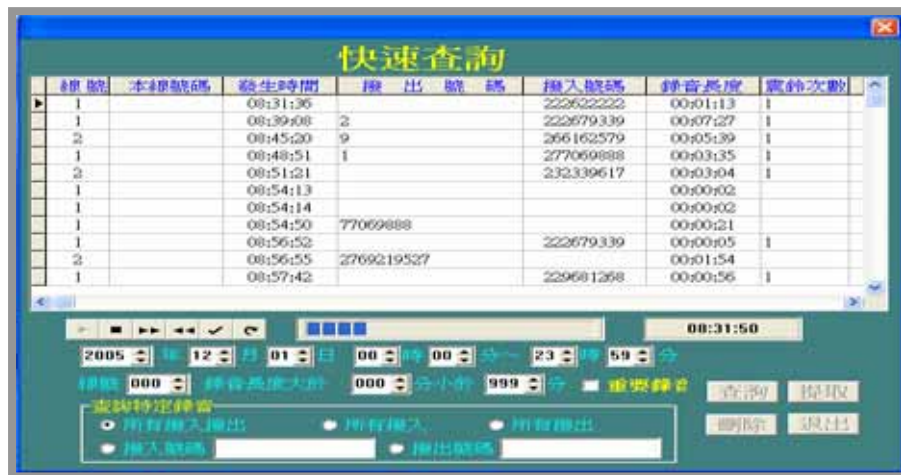 快速查詢
線號 本線號碼 發生時間 撥出號碼 撥入號碼 錄音長度 震鈴次數
1 08:31:36 222622222 00:01:13 1
1 08:39:08 2 222679339 00:07:27 1
2 08:45:20 9 266162579 00:05:39 1
1 08:48:51 1 277069888 00:03:35 1
2 08:51:21 232339617 00:03:04 1
1 08:54:13 00:00:02
1 08:54:14 00:00:02
1 08:54:50 77069888 00:00:21
1 08:56:52 222679339 00:00:05 1
2 08:56:55 2769219527 00:01:54
1 08:57:42 229681268 00:00:56 1
08:31:50
2005 年 12 月 01 日 00 時 00 分~ 23 時 59 分
線號 000 錄音長度大於 000 分小於 999 分 重要錄音
查詢 提取
查詢特定錄音
所有撥入撥出 所有撥入 所有撥出
刪除 退出
撥入號碼 撥出號碼